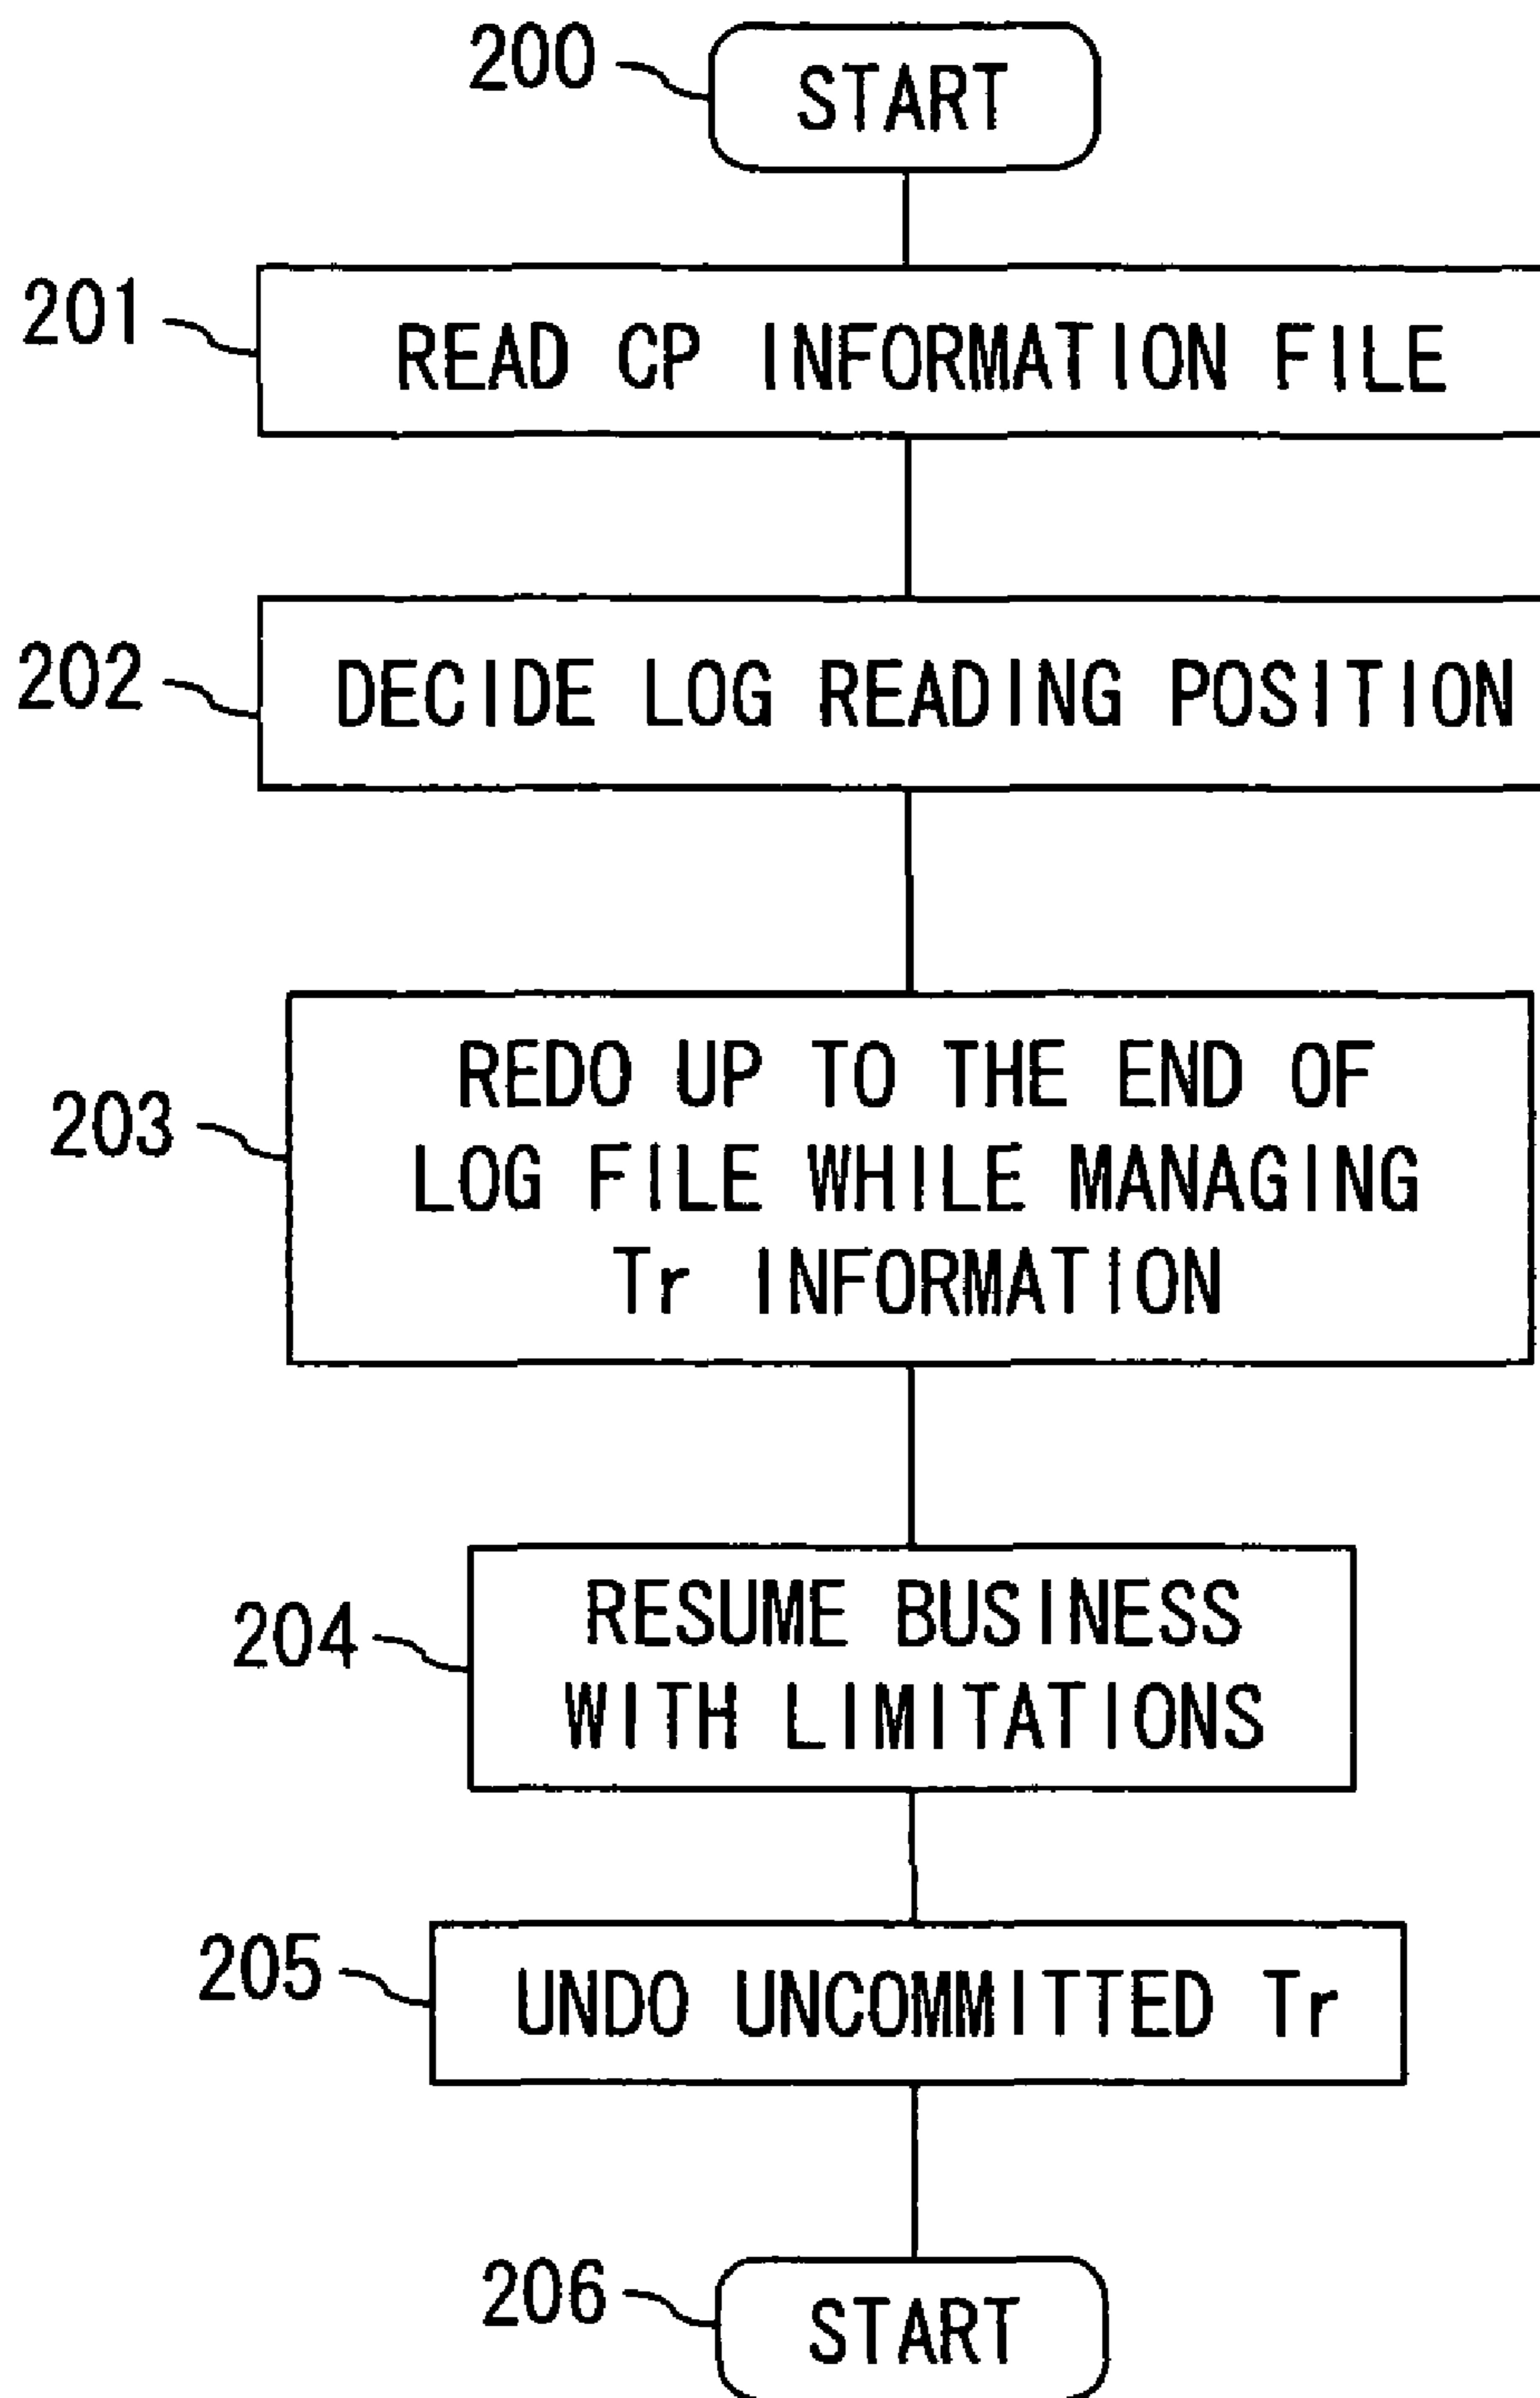 200
START
201
READ CP INFORMATION FILE
202
DECIDE LOG READING POSITION
203
REDO UP TO THE END OF
LOG FILE WHILE MANAGING
Tr INFORMATION
204
RESUME BUSINESS
WITH LIMITATIONS
205
UNDO UNCOMMITTED Tr
206
START